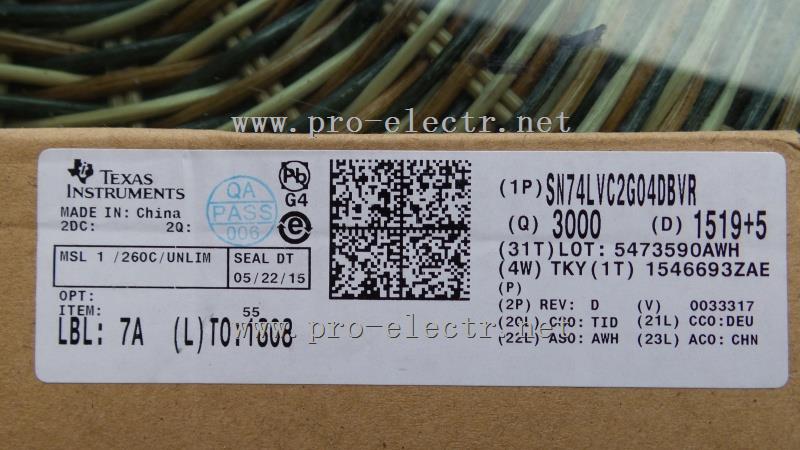 www.pro-electr.net
TEXAS
INSTRUMENTS
MADE IN: China
2DC: 2Q:
QA
PASS
006
Pb
G4
e
MSL 1 /260C/UNLIM
SEAL DT
05/22/15
OPT:
ITEM: 55
LBL: 7A (L)T0:1808
(1P) SN74LVC2G04DBVR
(Q) 3000 (D) 1519+5
(31T)LOT: 5473590AWH
(4W) TKY(1T) 1546693ZAE
(P)
(2P) REV: D (V) 0033317
(20L) CSO: TID (21L) CCO:DEU
(22L) ASO: AWH (23L) ACO: CHN
www.pro-electr.net